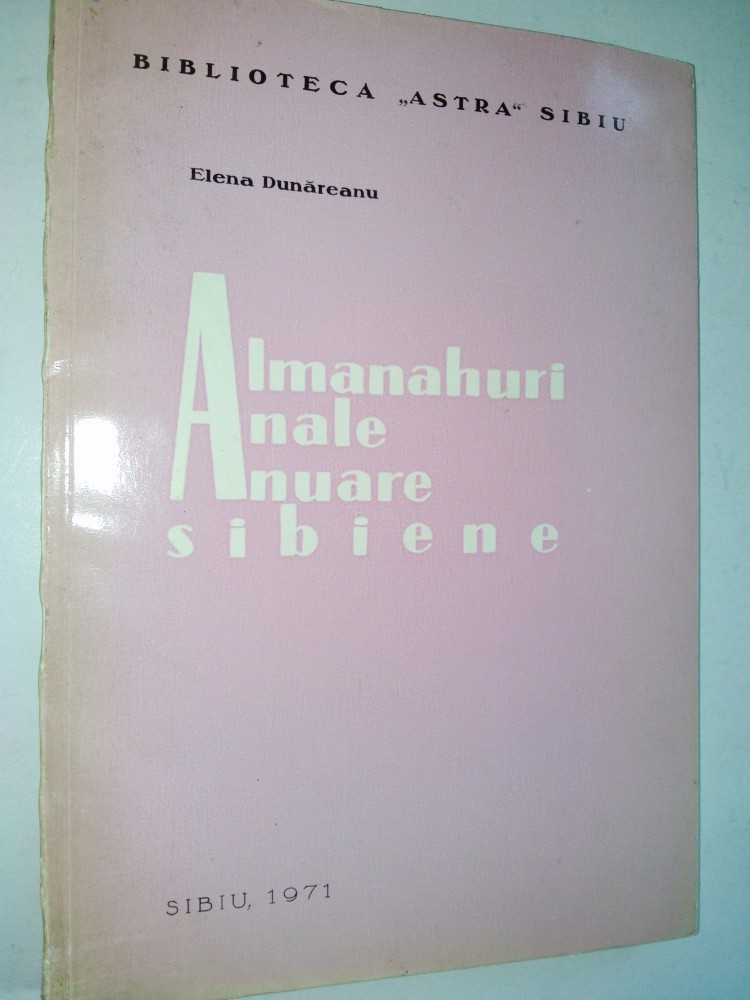 BIBLIOTECA „ASTRA“ SIBIU
Elena Dunăreanu
Almanahuri
Anale
Anuare
sibiene
SIBIU, 1971